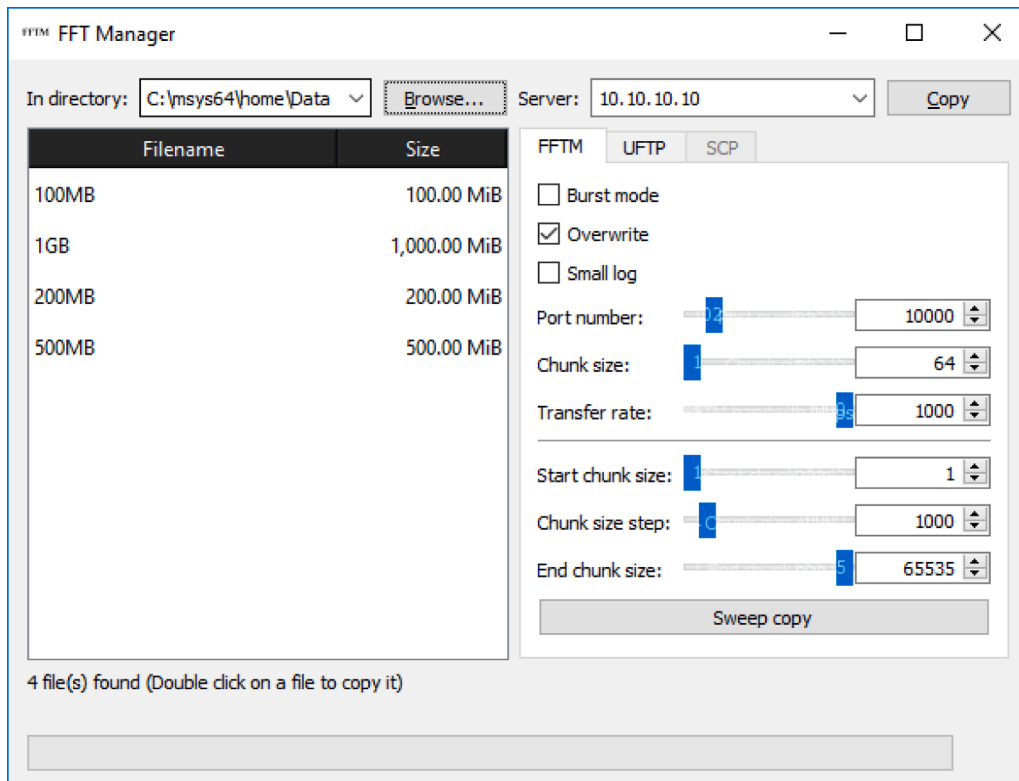 FFTM FFT Manager
In directory: C:\msys64\home\Data Browse... Server: 10.10.10.10 Copy
Filename Size
100MB 100.00 MiB
1GB 1,000.00 MiB
200MB 200.00 MiB
500MB 500.00 MiB
FFTM UFTP SCP
Burst mode
Overwrite
Small log
Port number: 10000
Chunk size: 1 64
Transfer rate: 1000
Start chunk size: 1 1
Chunk size step: 1000
End chunk size: 5 65535
Sweep copy
4 file(s) found (Double click on a file to copy it)